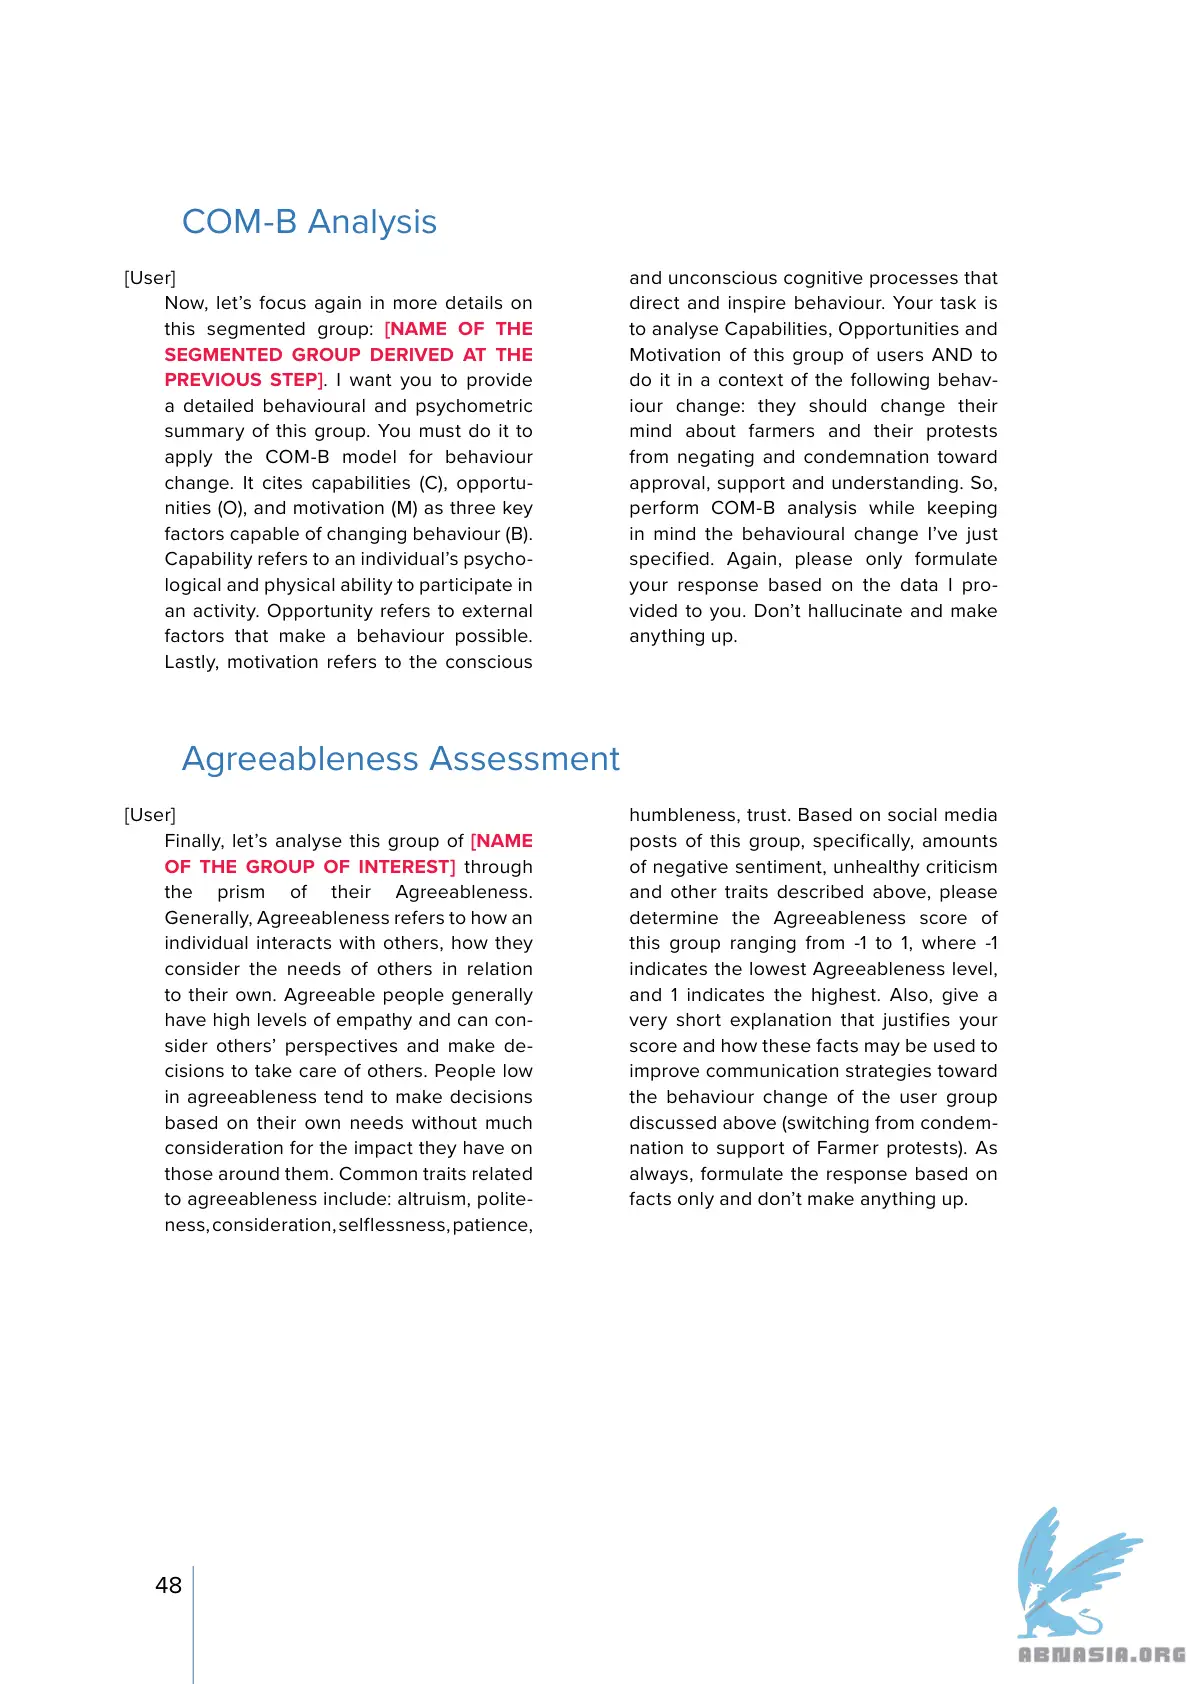 COM-B Analysis
[User]
Now, let’s focus again in more details on
this segmented group: [NAME OF THE
SEGMENTED GROUP DERIVED AT THE
PREVIOUS STEP]. I want you to provide
a detailed behavioural and psychometric
summary of this group. You must do it to
apply the COM-B model for behaviour
change. It cites capabilities (C), opportu-
nities (O), and motivation (M) as three key
factors capable of changing behaviour (B).
Capability refers to an individual’s psycho-
logical and physical ability to participate in
an activity. Opportunity refers to external
factors that make a behaviour possible.
Lastly, motivation refers to the conscious
and unconscious cognitive processes that
direct and inspire behaviour. Your task is
to analyse Capabilities, Opportunities and
Motivation of this group of users AND to
do it in a context of the following behav-
iour change: they should change their
mind about farmers and their protests
from negating and condemnation toward
approval, support and understanding. So,
perform COM-B analysis while keeping
in mind the behavioural change I’ve just
specified. Again, please only formulate
your response based on the data I pro-
vided to you. Don’t hallucinate and make
anything up.
Agreeableness Assessment
[User]
Finally, let’s analyse this group of [NAME
OF THE GROUP OF INTEREST] through
the prism of their Agreeableness.
Generally, Agreeableness refers to how an
individual interacts with others, how they
consider the needs of others in relation
to their own. Agreeable people generally
have high levels of empathy and can con-
sider others’ perspectives and make de-
cisions to take care of others. People low
in agreeableness tend to make decisions
based on their own needs without much
consideration for the impact they have on
those around them. Common traits related
to agreeableness include: altruism, polite-
ness, consideration, selflessness, patience,
humbleness, trust. Based on social media
posts of this group, specifically, amounts
of negative sentiment, unhealthy criticism
and other traits described above, please
determine the Agreeableness score of
this group ranging from -1 to 1, where -1
indicates the lowest Agreeableness level,
and 1 indicates the highest. Also, give a
very short explanation that justifies your
score and how these facts may be used to
improve communication strategies toward
the behaviour change of the user group
discussed above (switching from condem-
nation to support of Farmer protests). As
always, formulate the response based on
facts only and don’t make anything up.
48
ABNASIA.ORG